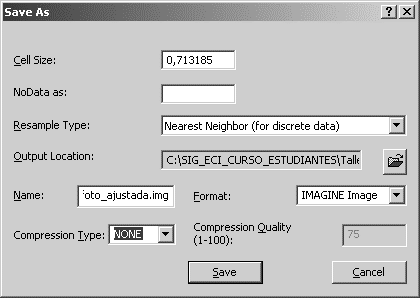 Save As
Cell Size: 0,713185
NoData as:
Resample Type: Nearest Neighbor (for discrete data)
Output Location: C:\SIG_ECI_CURSO_ESTUDIANTES\Talle
Name: foto_ajustada.img Format: IMAGINE Image
Compression Type: NONE Compression Quality
(1-100): 75
Save Cancel